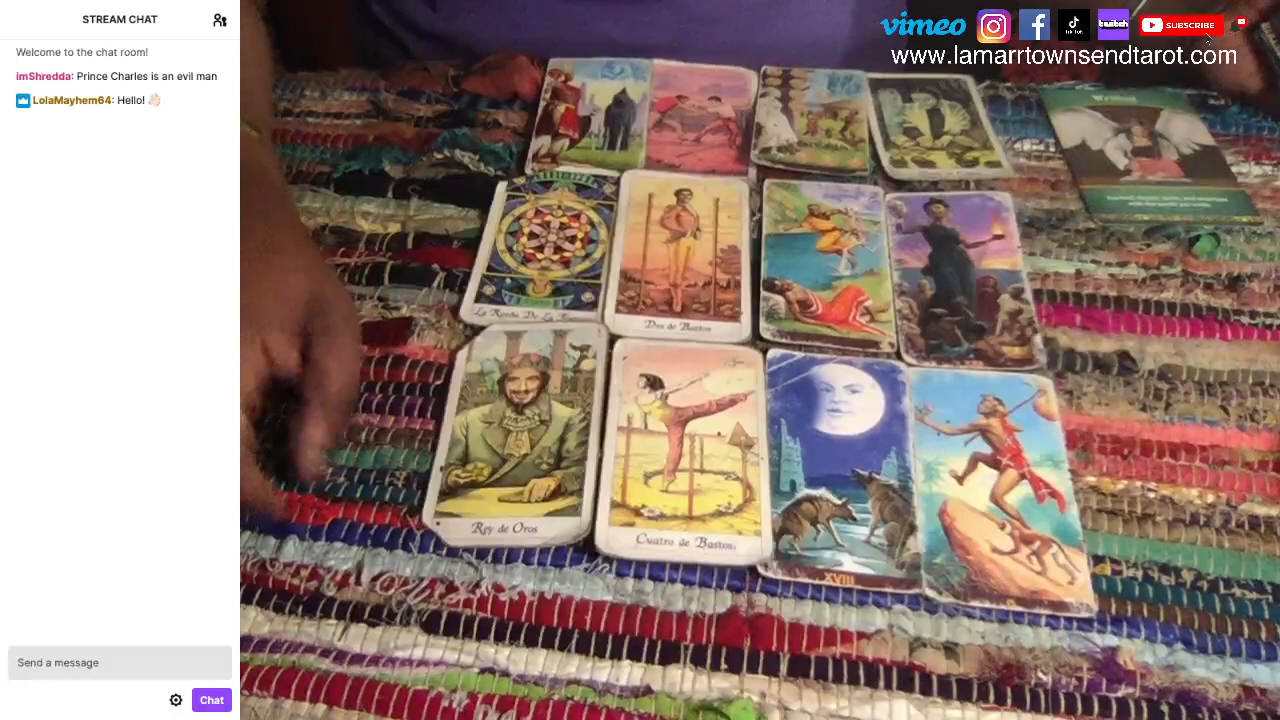 STREAM CHAT
Welcome to the chat room!
imShredda: Prince Charles is an evil man
LolaMayhem64: Hello! 👋🏻
Send a message
Chat
vimeo
TikTok
twitch
SUBSCRIBE
www.lamarrtownsendtarot.com
La Rueda De La
Dos de Bastos
Rey de Oros
Cuatro de Bastos
XVIII